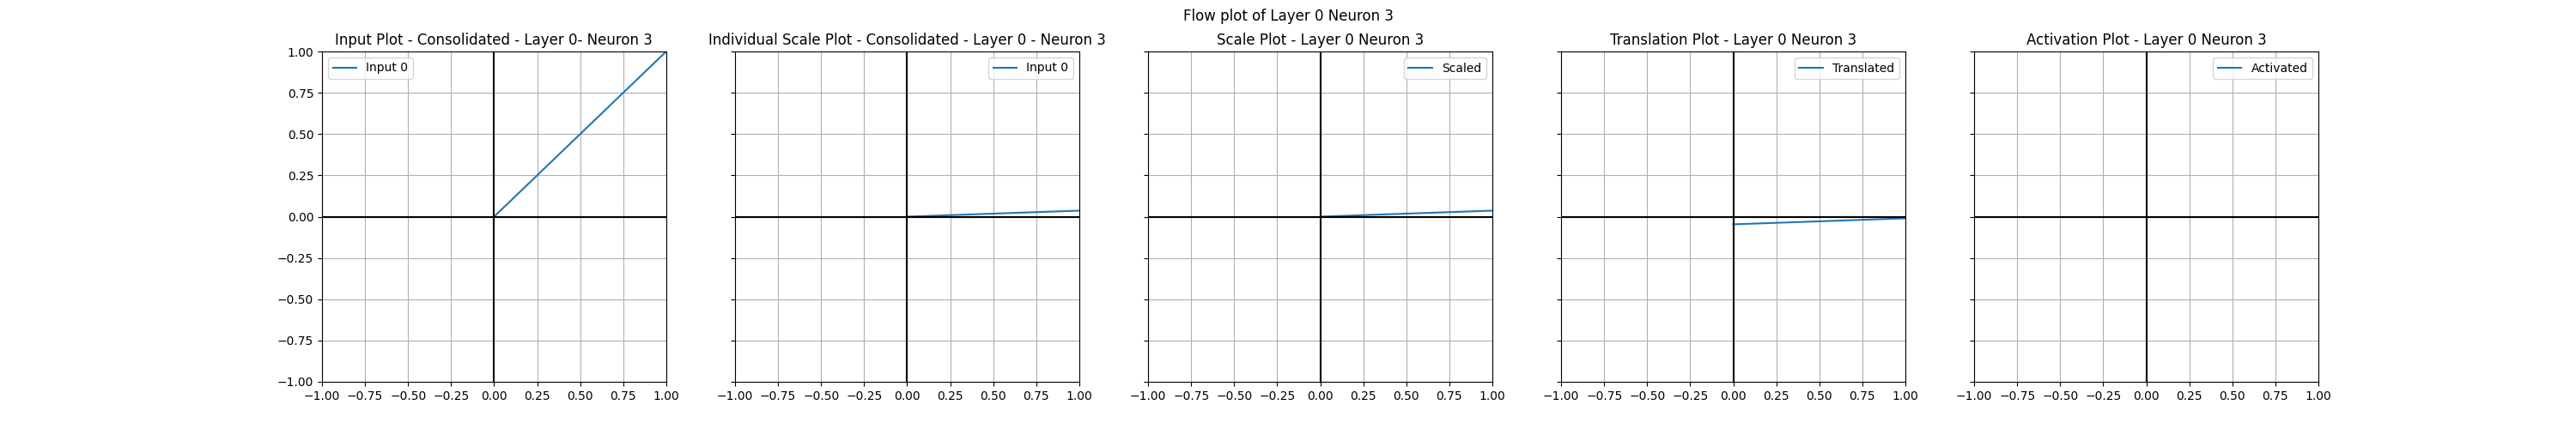 Flow plot of Layer 0 Neuron 3
Input Plot - Consolidated - Layer 0- Neuron 3
Input 0
1.00
0.75
0.50
0.25
0.00
−0.25
−0.50
−0.75
−1.00
−1.00 −0.75 −0.50 −0.25 0.00 0.25 0.50 0.75 1.00
Individual Scale Plot - Consolidated - Layer 0 - Neuron 3
Input 0
−1.00 −0.75 −0.50 −0.25 0.00 0.25 0.50 0.75 1.00
Scale Plot - Layer 0 Neuron 3
Scaled
−1.00 −0.75 −0.50 −0.25 0.00 0.25 0.50 0.75 1.00
Translation Plot - Layer 0 Neuron 3
Translated
−1.00 −0.75 −0.50 −0.25 0.00 0.25 0.50 0.75 1.00
Activation Plot - Layer 0 Neuron 3
Activated
−1.00 −0.75 −0.50 −0.25 0.00 0.25 0.50 0.75 1.00